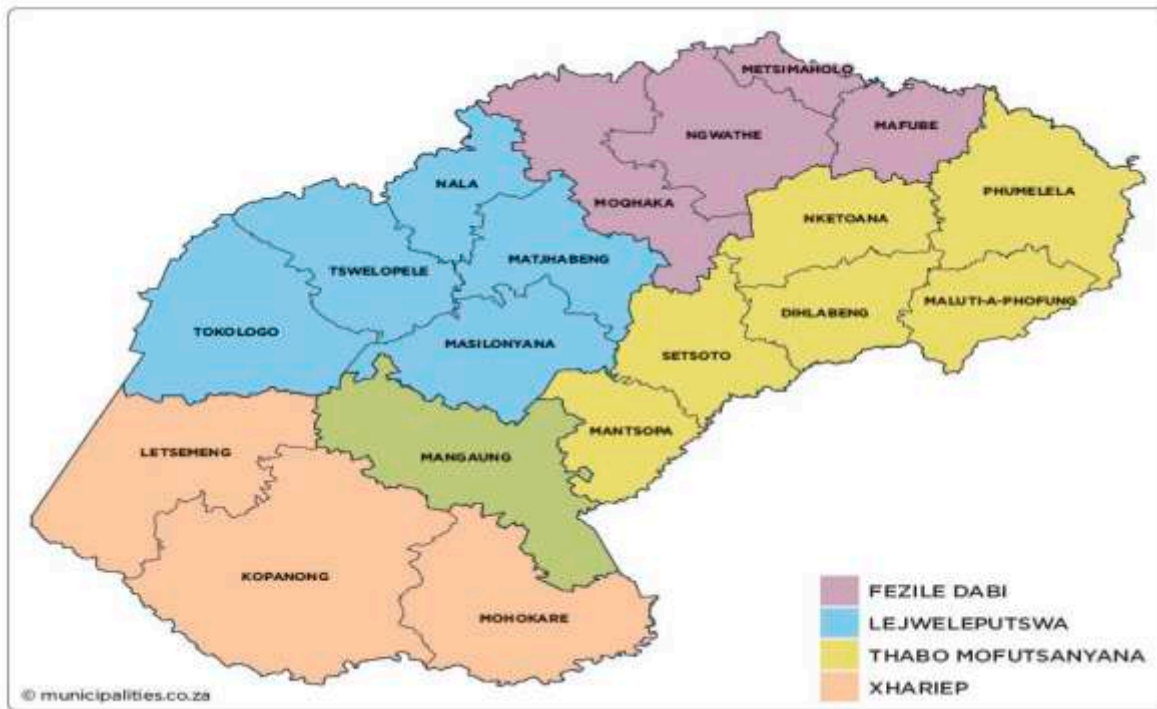 METSIMAHOLO
NGWATHE
MAFUBE
NALA
MOQHAKA
PHUMELELA
NKETOANA
MATJHABENG
TSWELOPELE
MALUTI-A-PHOFUNG
DIHLABENG
TOKOLOGO
MASILONYANA
SETSOTO
MANTSOPA
LETSEMENG
MANGAUNG
KOPANONG
MOHOKARE
FEZILE DABI
LEJWELEPUTSWA
THABO MOFUTSANYANA
XHARIEP
© municipalities.co.za